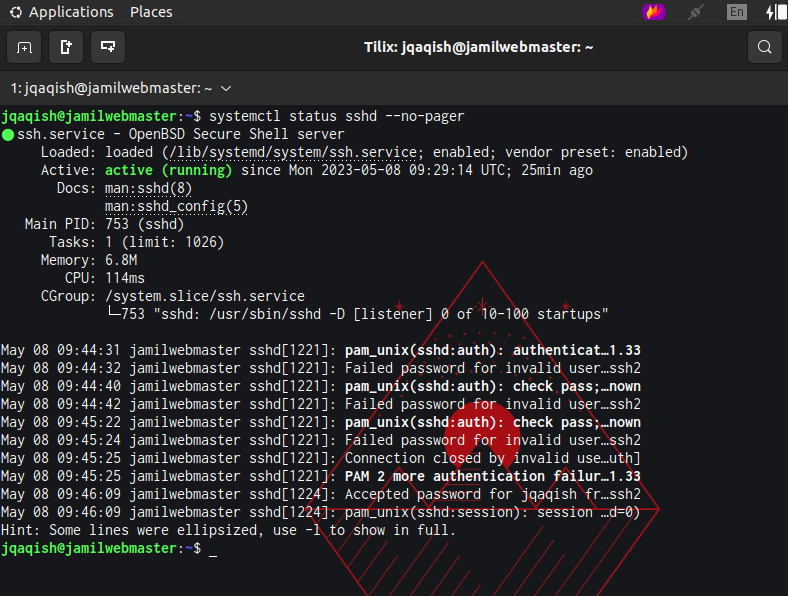 Applications Places En
Tilix: jqaqish@jamilwebmaster: ~
1: jqaqish@jamilwebmaster: ~
jqaqish@jamilwebmaster:~$ systemctl status sshd --no-pager
● ssh.service - OpenBSD Secure Shell server
     Loaded: loaded (/lib/systemd/system/ssh.service; enabled; vendor preset: enabled)
     Active: active (running) since Mon 2023-05-08 09:29:14 UTC; 25min ago
       Docs: man:sshd(8)
             man:sshd_config(5)
   Main PID: 753 (sshd)
      Tasks: 1 (limit: 1026)
     Memory: 6.8M
        CPU: 114ms
     CGroup: /system.slice/ssh.service
             └─753 "sshd: /usr/sbin/sshd -D [listener] 0 of 10-100 startups"
May 08 09:44:31 jamilwebmaster sshd[1221]: pam_unix(sshd:auth): authenticat…1.33
May 08 09:44:32 jamilwebmaster sshd[1221]: Failed password for invalid user…ssh2
May 08 09:44:40 jamilwebmaster sshd[1221]: pam_unix(sshd:auth): check pass;…nown
May 08 09:44:42 jamilwebmaster sshd[1221]: Failed password for invalid user…ssh2
May 08 09:45:22 jamilwebmaster sshd[1221]: pam_unix(sshd:auth): check pass;…nown
May 08 09:45:24 jamilwebmaster sshd[1221]: Failed password for invalid user…ssh2
May 08 09:45:25 jamilwebmaster sshd[1221]: Connection closed by invalid use…uth]
May 08 09:45:25 jamilwebmaster sshd[1221]: PAM 2 more authentication failur…1.33
May 08 09:46:09 jamilwebmaster sshd[1224]: Accepted password for jqaqish fr…ssh2
May 08 09:46:09 jamilwebmaster sshd[1224]: pam_unix(sshd:session): session …d=0)
Hint: Some lines were ellipsized, use -l to show in full.
jqaqish@jamilwebmaster:~$ _